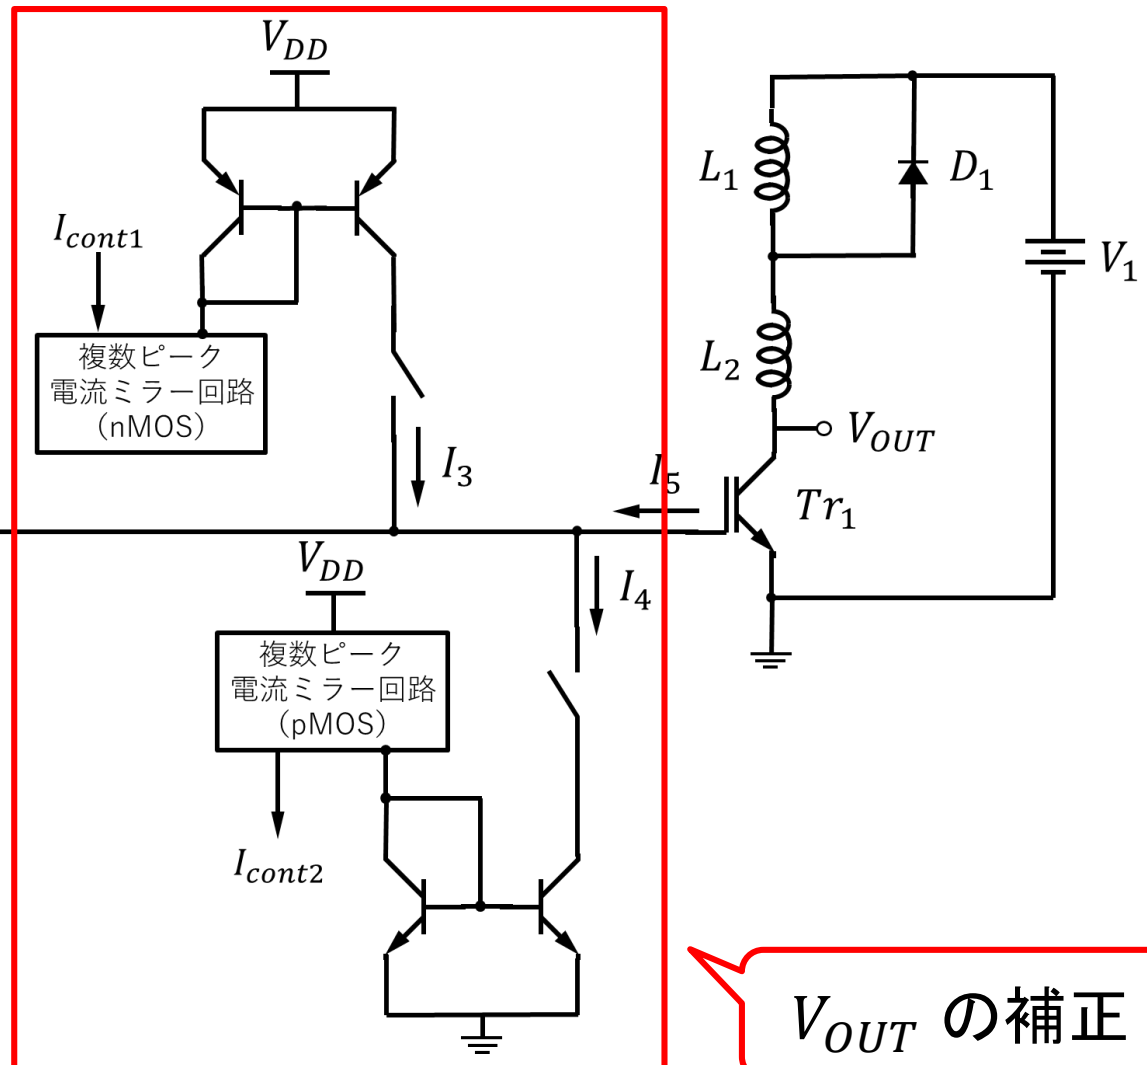 V_DD
I_cont1
複数ピーク
電流ミラー回路
(nMOS)
I_3
L_1
D_1
V_1
L_2
V_OUT
I_5
Tr_1
V_DD
I_4
複数ピーク
電流ミラー回路
(pMOS)
I_cont2
V_OUT の補正